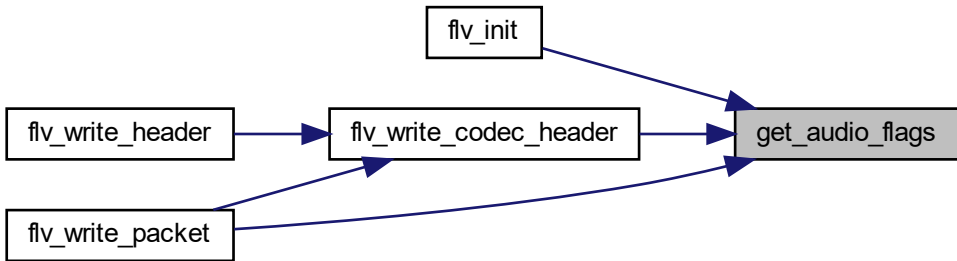 flv_init
flv_write_header
flv_write_codec_header
get_audio_flags
flv_write_packet